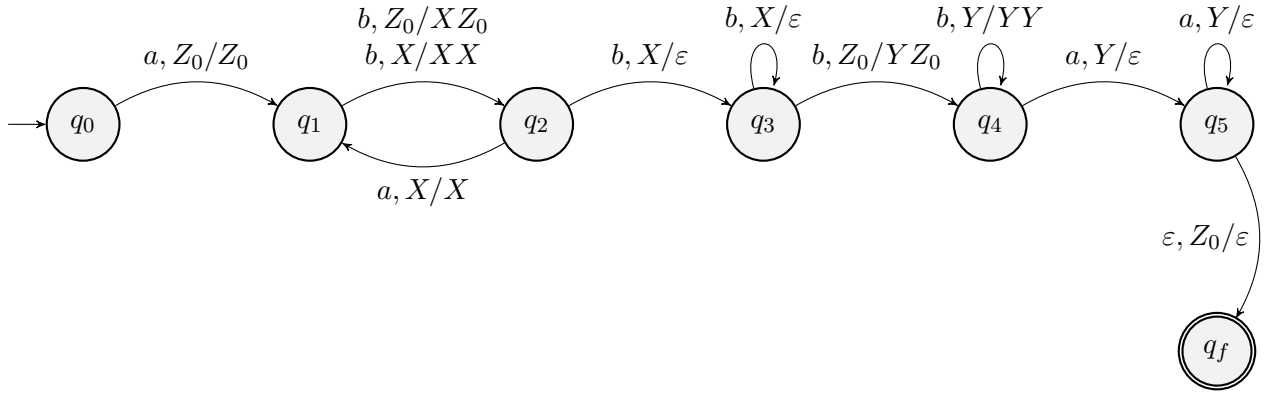 b, Z₀/XZ₀
b, X/ε
b, Y/YY
a, Y/ε
a, Z₀/Z₀
b, X/XX
b, X/ε
b, Z₀/YZ₀
a, Y/ε
q₀
q₁
q₂
q₃
q₄
q₅
a, X/X
ε, Z₀/ε
q_f